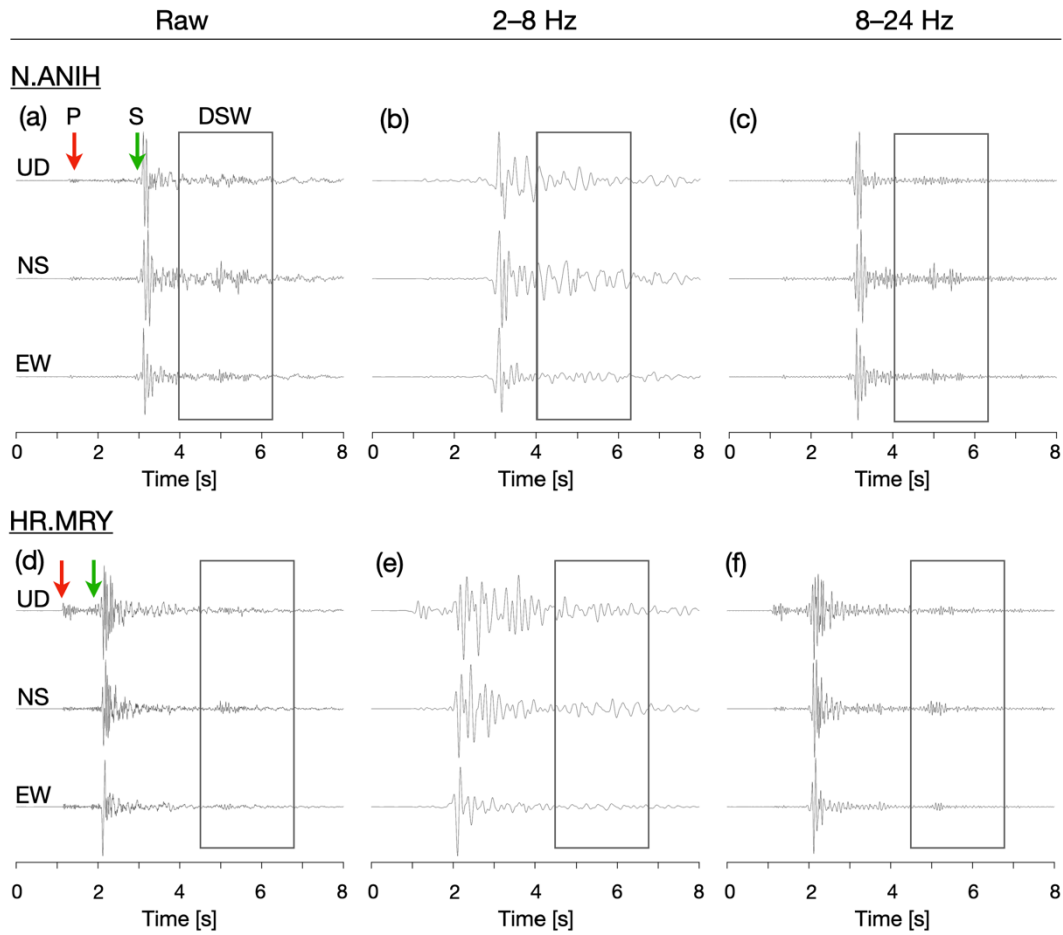 Raw 2–8 Hz 8–24 Hz
N.ANIH
(a) P S DSW (b) (c)
UD
NS
EW
0 2 4 6 8 0 2 4 6 8 0 2 4 6 8
Time [s] Time [s] Time [s]
HR.MRY
(d) (e) (f)
UD
NS
EW
0 2 4 6 8 0 2 4 6 8 0 2 4 6 8
Time [s] Time [s] Time [s]